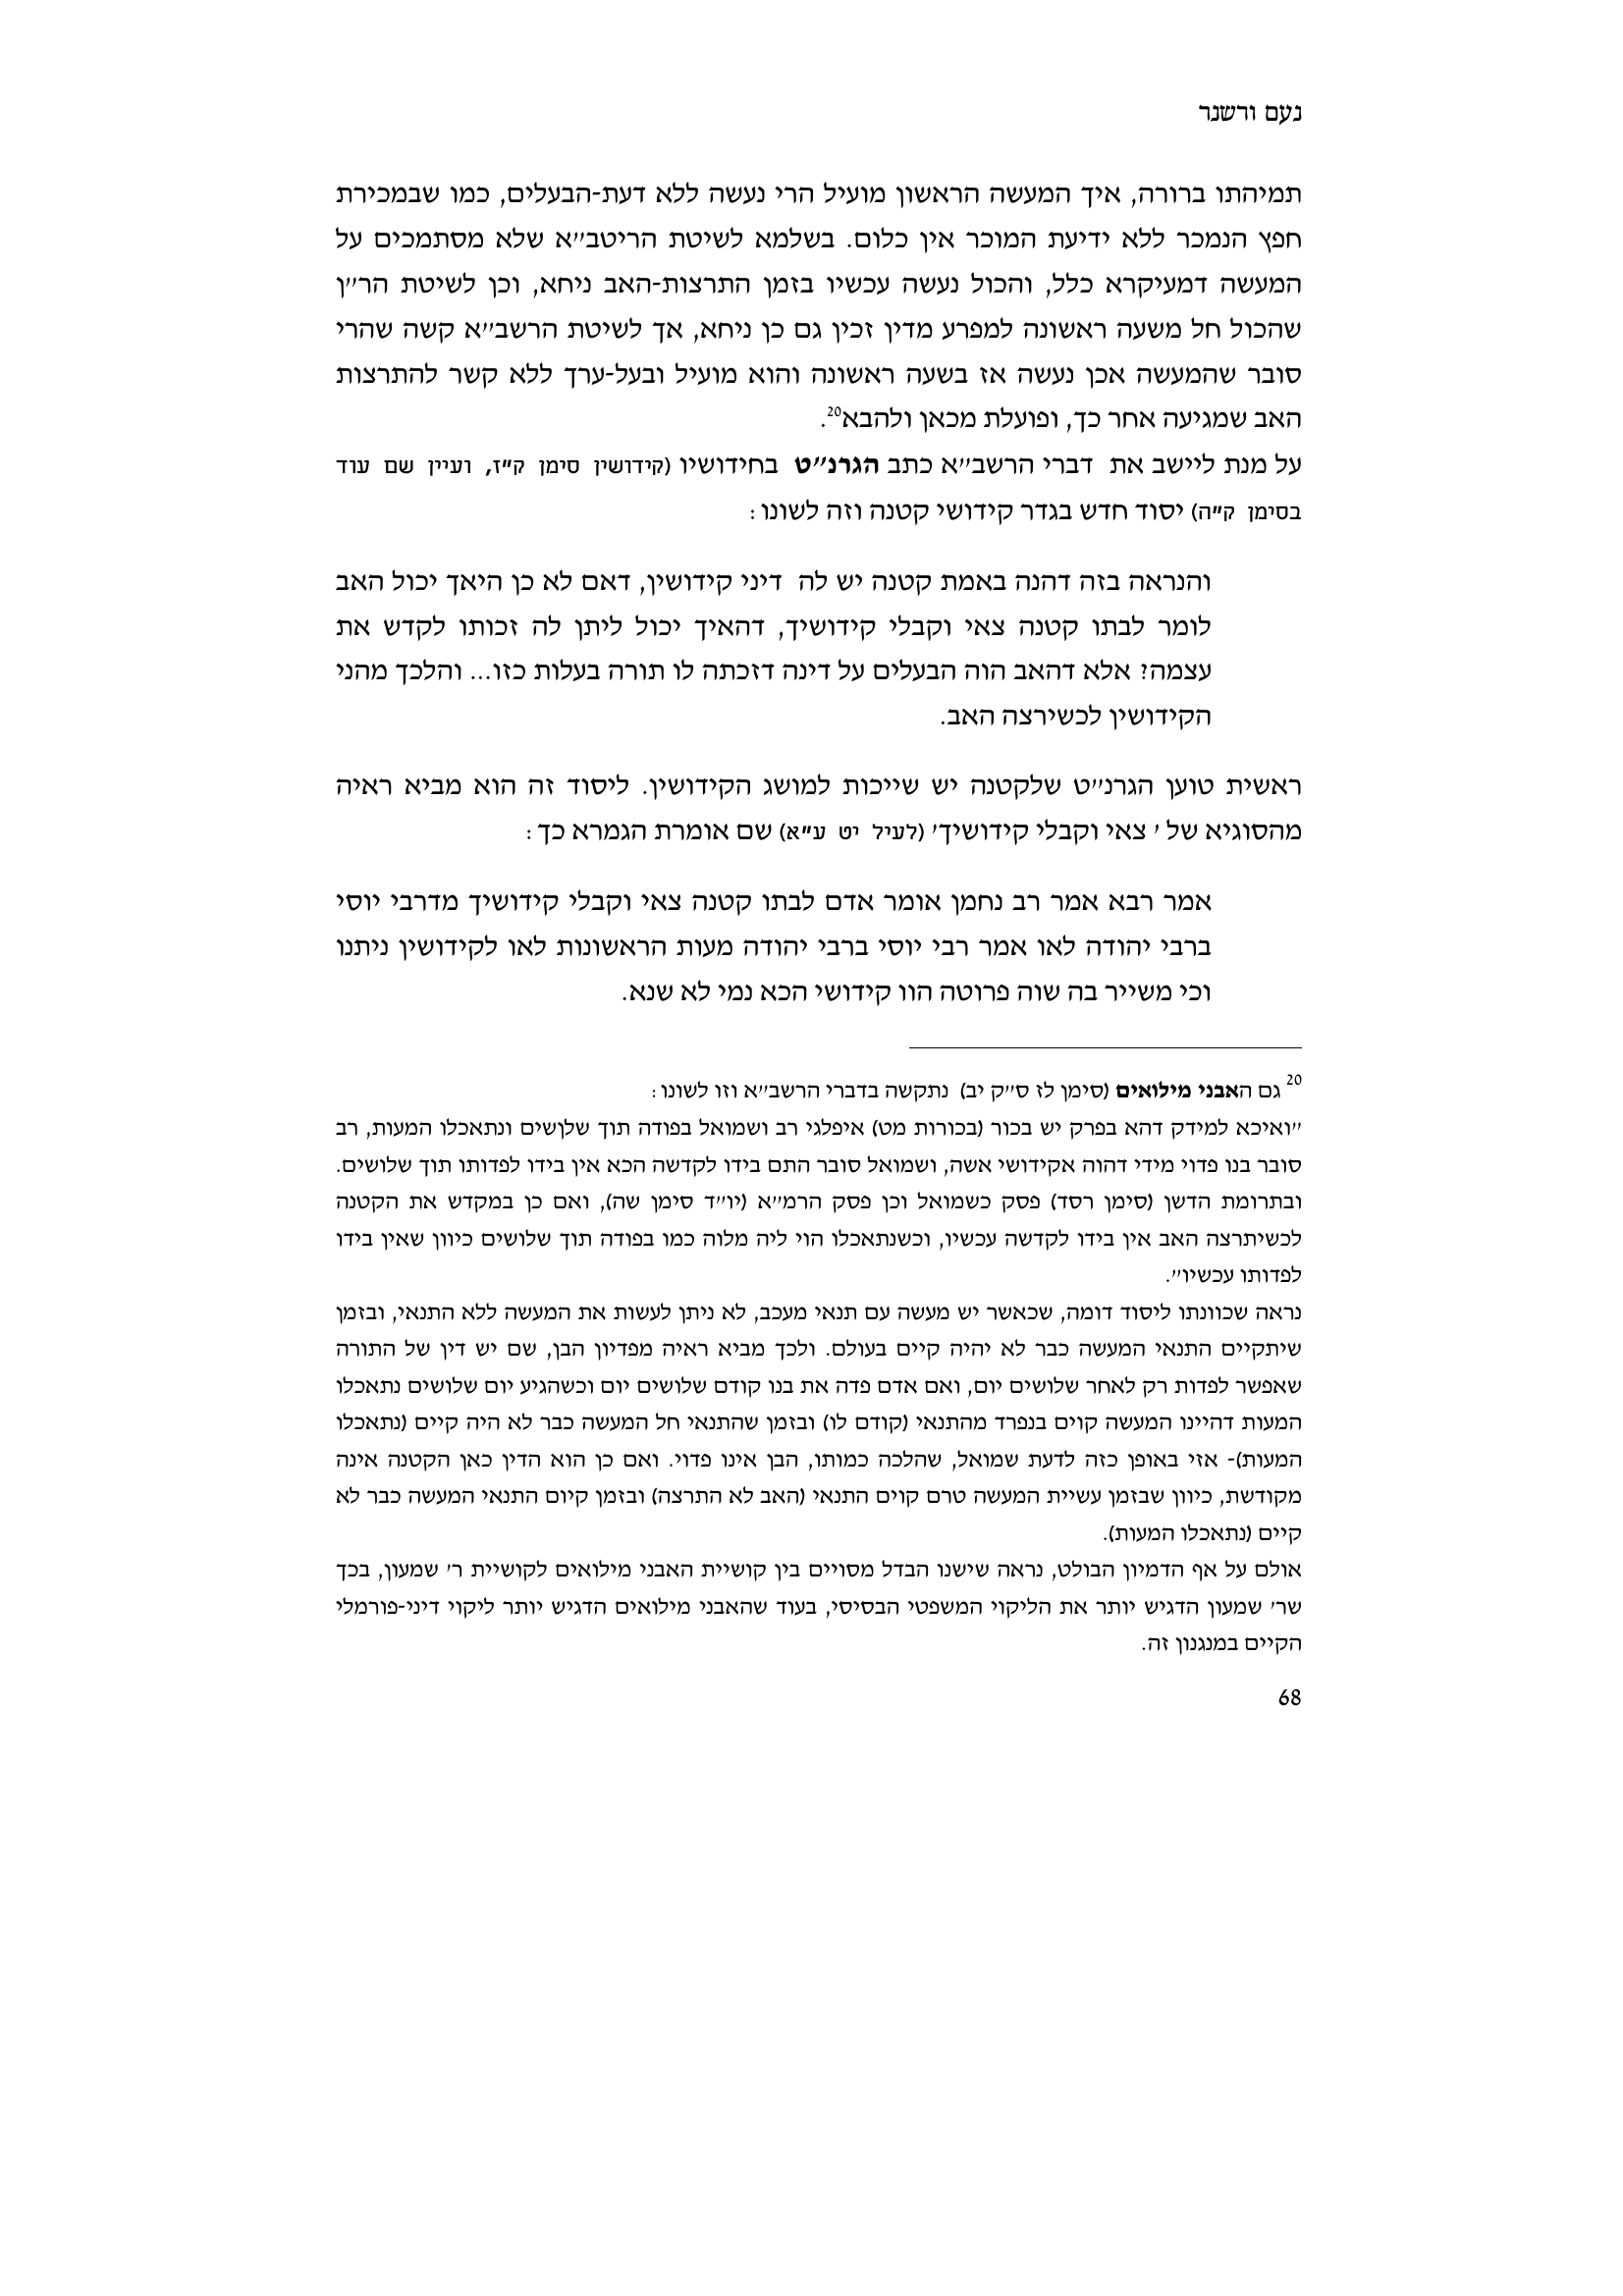 נעם ורשנר
תמיהתו ברורה, איך המעשה הראשון מועיל הרי נעשה ללא דעת-הבעלים, כמו שבמכירת
חפץ הנמכר ללא ידיעת המוכר אין כלום. בשלמא לשיטת הריטב״א שלא מסתמכים על
המעשה דמעיקרא כלל, והכול נעשה עכשיו בזמן התרצות-האב ניחא, וכן לשיטת הר״ן
שהכול חל משעה ראשונה למפרע מדין זכין גם כן ניחא, אך לשיטת הרשב״א קשה שהרי
סובר שהמעשה אכן נעשה אז בשעה ראשונה והוא מועיל ובעל-ערך ללא קשר להתרצות
האב שמגיעה אחר כך, ופועלת מכאן ולהבא20.
על מנת ליישב את דברי הרשב״א כתב הגרנ״ט בחידושיו (קידושין סימן ק״ז, ועיין שם עוד
בסימן ק״ה) יסוד חדש בגדר קידושי קטנה וזה לשונו:
והנראה בזה דהנה באמת קטנה יש לה דיני קידושין, דאם לא כן היאך יכול האב
לומר לבתו קטנה צאי וקבלי קידושיך, דהאיך יכול ליתן לה זכותו לקדש את
עצמה? אלא דהאב הוה הבעלים על דינה דזכתה לו תורה בעלות כזו... והלכך מהני
הקידושין לכשירצה האב.
ראשית טוען הגרנ״ט שלקטנה יש שייכות למושג הקידושין. ליסוד זה הוא מביא ראיה
מהסוגיא של ׳ צאי וקבלי קידושיך׳ (לעיל יט ע״א) שם אומרת הגמרא כך:
אמר רבא אמר רב נחמן אומר אדם לבתו קטנה צאי וקבלי קידושיך מדרבי יוסי
ברבי יהודה לאו אמר רבי יוסי ברבי יהודה מעות הראשונות לאו לקידושין ניתנו
וכי משייר בה שוה פרוטה הוו קידושי הכא נמי לא שנא.
20 גם האבני מילואים (סימן לז ס״ק יב) נתקשה בדברי הרשב״א וזו לשונו:
״ואיכא למידק דהא בפרק יש בכור (בכורות מט) איפלגי רב ושמואל בפודה תוך שלושים ונתאכלו המעות, רב
סובר בנו פדוי מידי דהוה אקידושי אשה, ושמואל סובר התם בידו לקדשה הכא אין בידו לפדותו תוך שלושים.
ובתרומת הדשן (סימן רסד) פסק כשמואל וכן פסק הרמ״א (יו״ד סימן שה), ואם כן במקדש את הקטנה
לכשיתרצה האב אין בידו לקדשה עכשיו, וכשנתאכלו הוי ליה מלוה כמו בפודה תוך שלושים כיוון שאין בידו
לפדותו עכשיו״.
נראה שכוונתו ליסוד דומה, שכאשר יש מעשה עם תנאי מעכב, לא ניתן לעשות את המעשה ללא התנאי, ובזמן
שיתקיים התנאי המעשה כבר לא יהיה קיים בעולם. ולכך מביא ראיה מפדיון הבן, שם יש דין של התורה
שאפשר לפדות רק לאחר שלושים יום, ואם אדם פדה את בנו קודם שלושים יום וכשהגיע יום שלושים נתאכלו
המעות דהיינו המעשה קוים בנפרד מהתנאי (קודם לו) ובזמן שהתנאי חל המעשה כבר לא היה קיים (נתאכלו
המעות)- אזי באופן כזה לדעת שמואל, שהלכה כמותו, הבן אינו פדוי. ואם כן הוא הדין כאן הקטנה אינה
מקודשת, כיוון שבזמן עשיית המעשה טרם קוים התנאי (האב לא התרצה) ובזמן קיום התנאי המעשה כבר לא
קיים (נתאכלו המעות).
אולם על אף הדמיון הבולט, נראה שישנו הבדל מסויים בין קושיית האבני מילואים לקושיית ר׳ שמעון, בכך
שר׳ שמעון הדגיש יותר את הליקוי המשפטי הבסיסי, בעוד שהאבני מילואים הדגיש יותר ליקוי דיני-פורמלי
הקיים במנגנון זה.
68